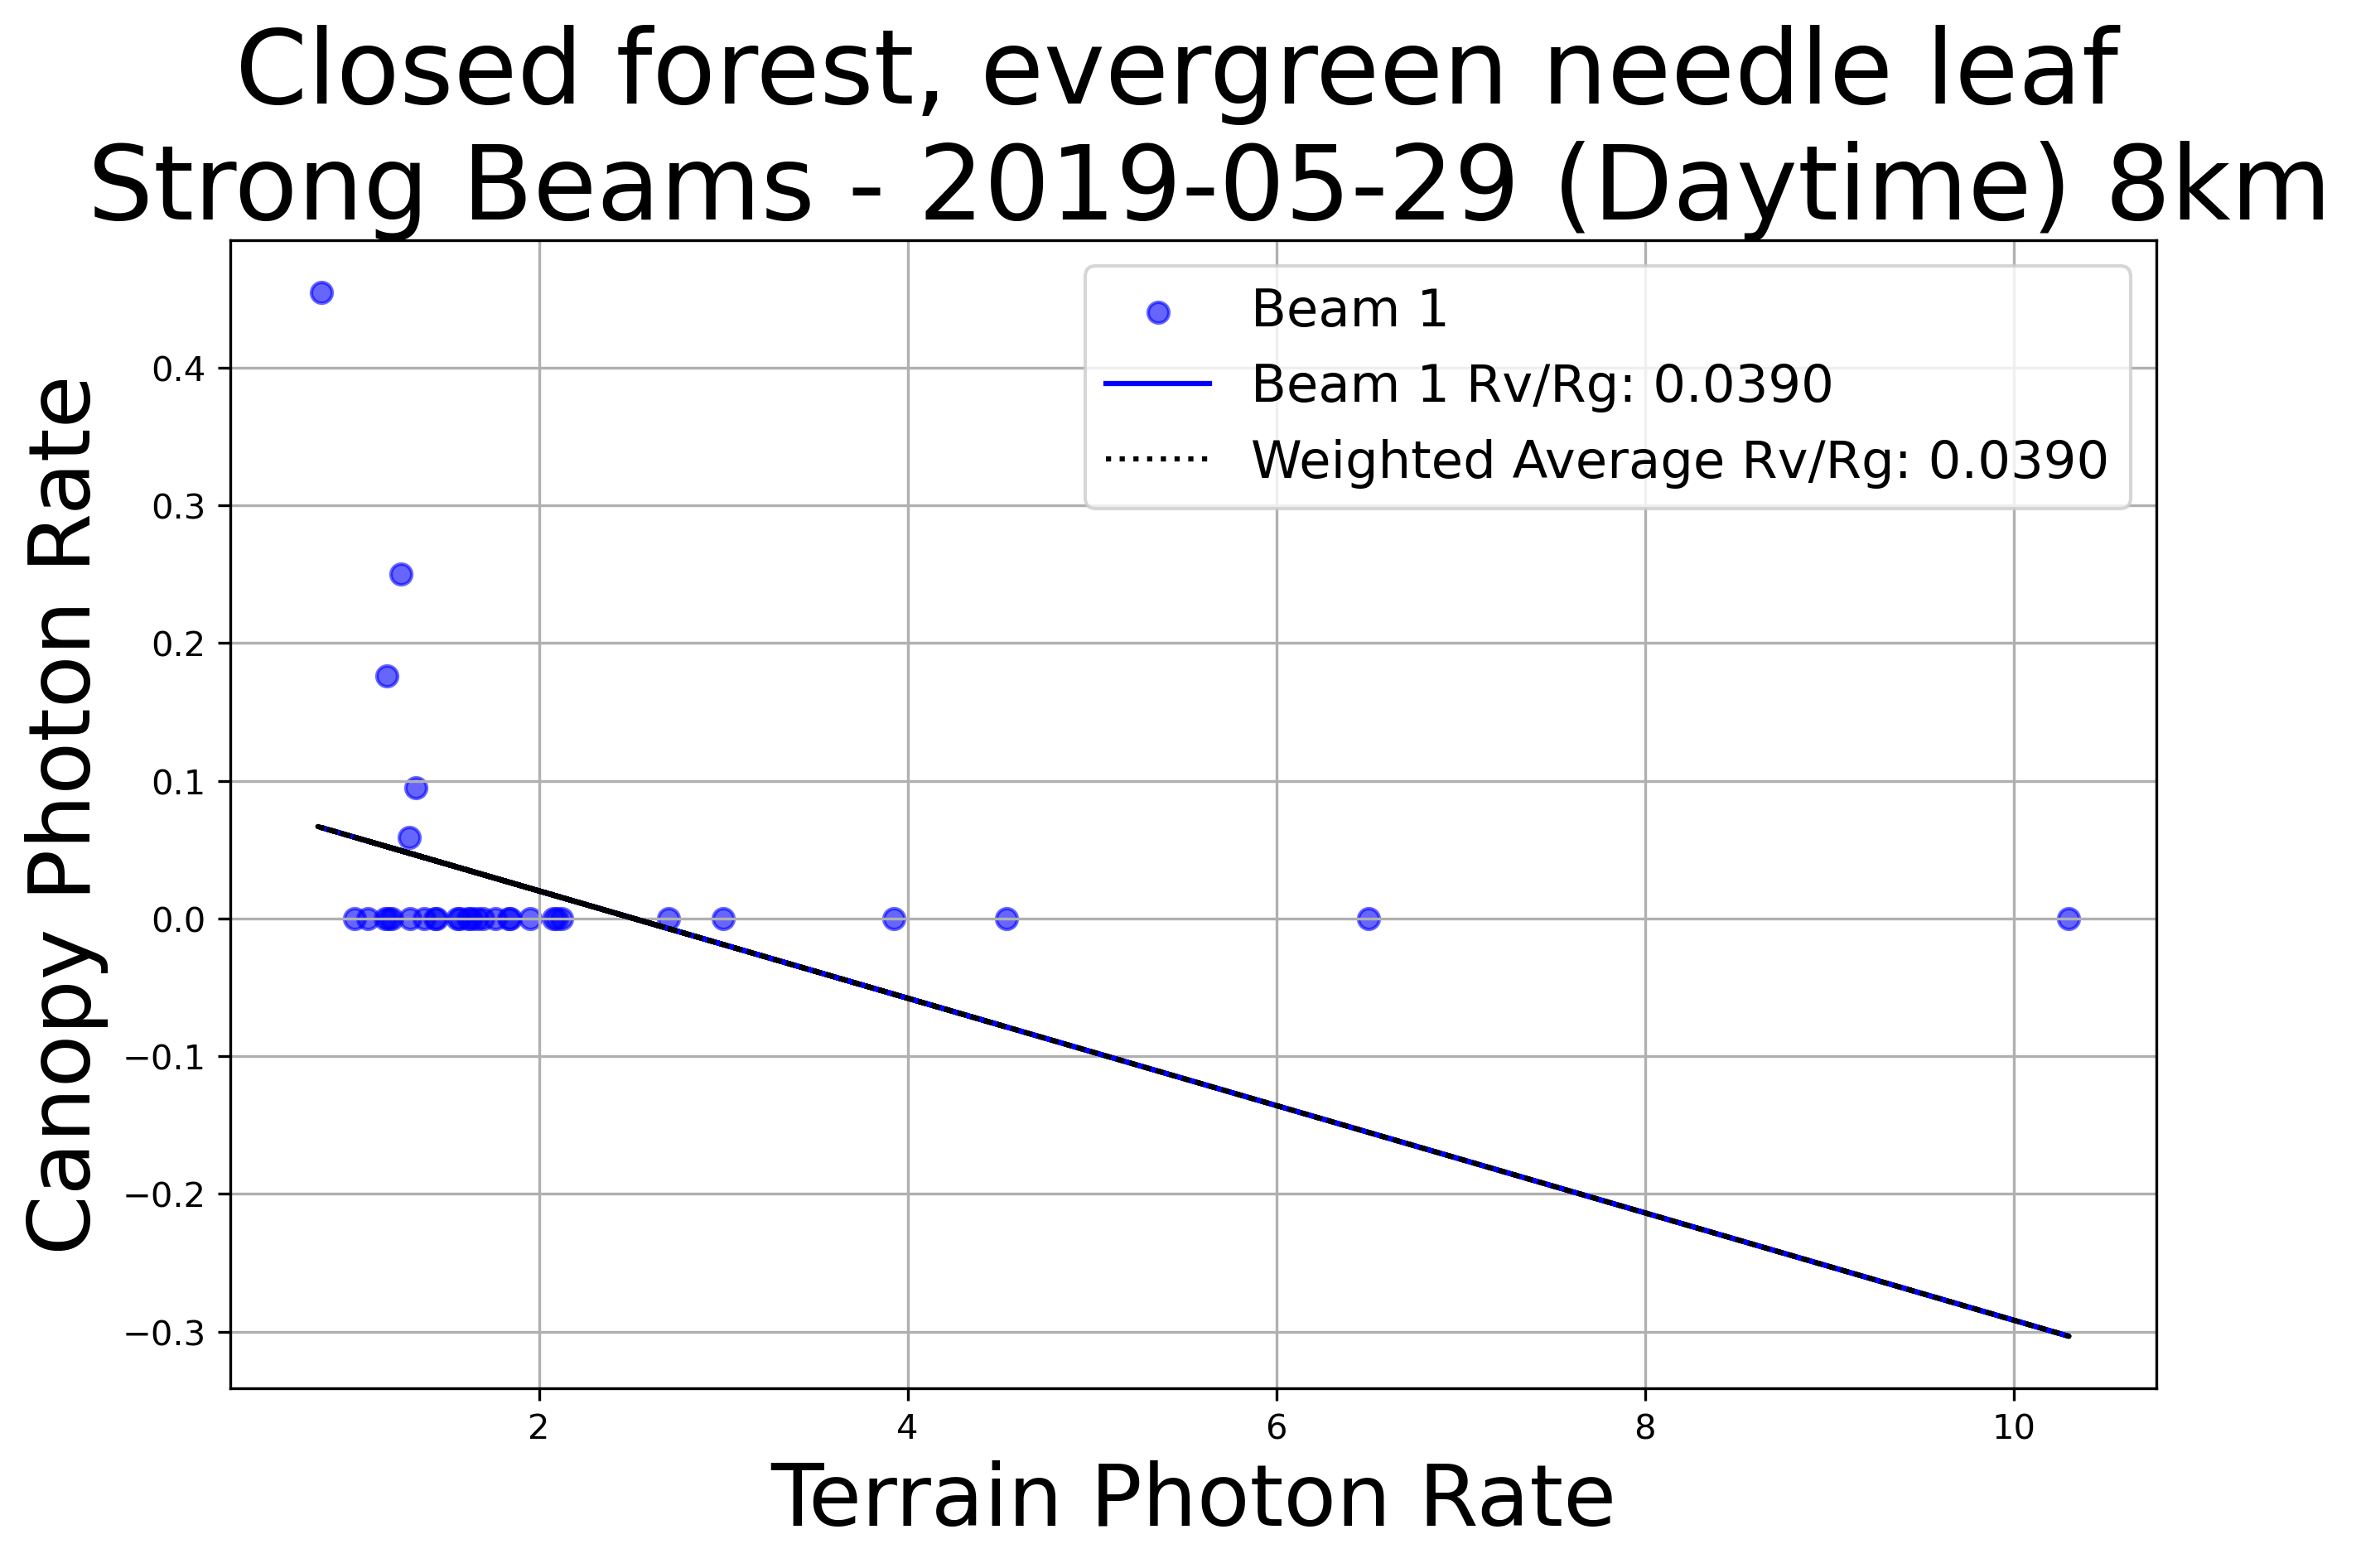 Closed forest, evergreen needle leaf
Strong Beams - 2019-05-29 (Daytime) 8km
Beam 1
Beam 1 Rv/Rg: 0.0390
Weighted Average Rv/Rg: 0.0390
Canopy Photon Rate
0.4
0.3
0.2
0.1
0.0
−0.1
−0.2
−0.3
2 4 6 8 10
Terrain Photon Rate